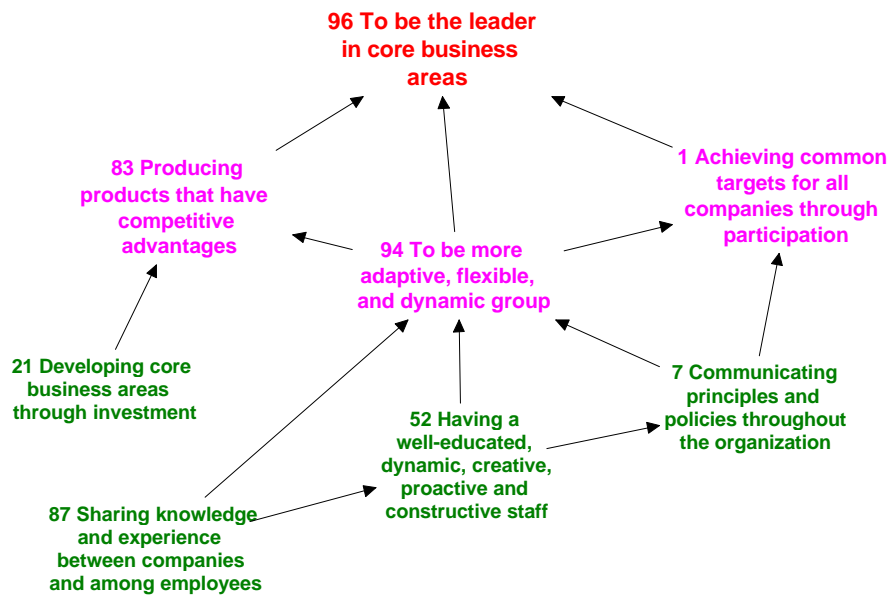 96 To be the leader
in core business
areas
83 Producing
products that have
competitive
advantages
1 Achieving common
targets for all
companies through
participation
94 To be more
adaptive, flexible,
and dynamic group
21 Developing core
business areas
through investment
7 Communicating
principles and
policies throughout
the organization
52 Having a
well-educated,
dynamic, creative,
proactive and
constructive staff
87 Sharing knowledge
and experience
between companies
and among employees